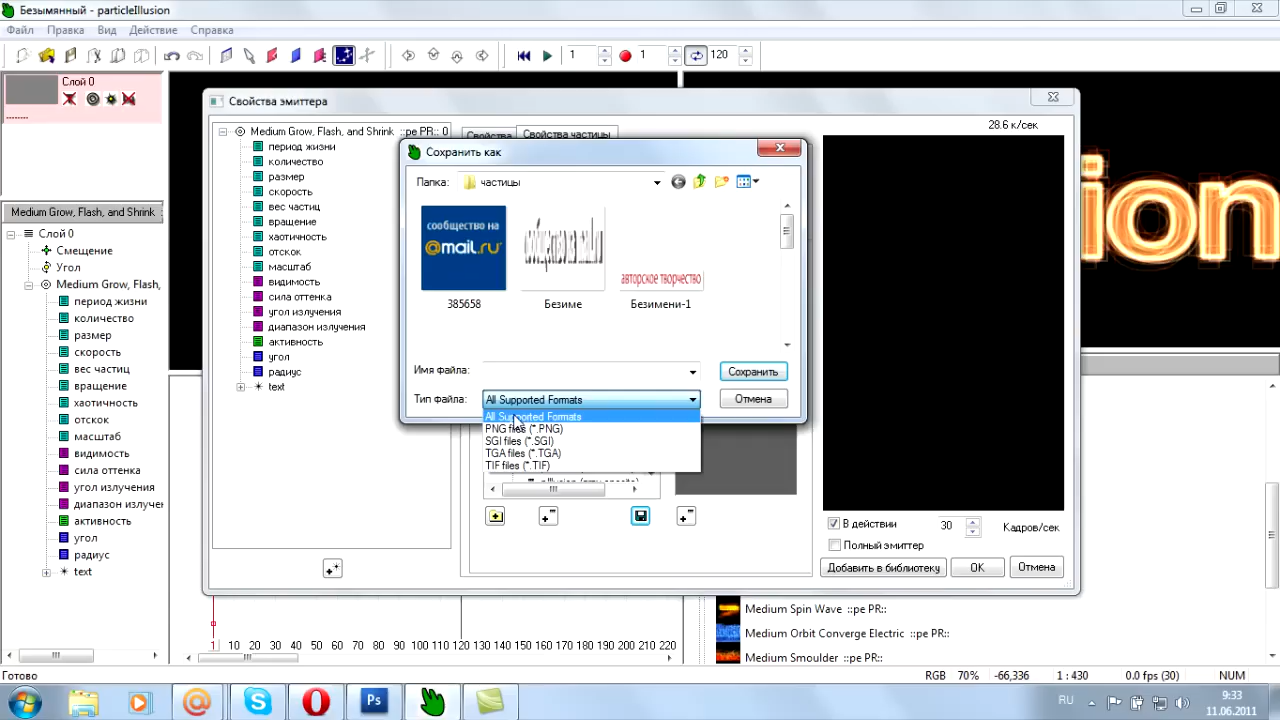 Безымянный - particleIllusion
Файл Правка Вид Действие Справка
1 1 120
Слой 0
Medium Grow, Flash, and Shrink
Слой 0
Смещение
Угол
Medium Grow, Flash,
период жизни
количество
размер
скорость
вес частиц
вращение
хаотичность
отскок
масштаб
видимость
сила оттенка
угол излучения
диапазон излучен
активность
угол
радиус
text
Свойства эмиттера
Medium Grow, Flash, and Shrink ::pe PR:: 0
период жизни
количество
размер
скорость
вес частиц
вращение
хаотичность
отскок
масштаб
видимость
сила оттенка
угол излучения
диапазон излучения
активность
угол
радиус
text
Свойства Свойства частицы
28.6 к/сек
Сохранить как
Папка: частицы
сообщество на
@mail.ru
сообщество на mail.ru
авторское творчество
385658 Безиме Безимени-1
Имя файла: Сохранить
Тип файла: All Supported Formats Отмена
All Supported Formats
PNG files (*.PNG)
SGI files (*.SGI)
TGA files (*.TGA)
TIF files (*.TIF)
ion
В действии 30 Кадров/сек
Полный эмиттер
Добавить в библиотеку OK Отмена
Medium Spin Wave ::pe PR::
Medium Orbit Converge Electric ::pe PR::
Medium Smoulder ::pe PR::
1 10 20 30 40 50 60 70 80 90 100 110 120 130 140 150 160 170 180 190 200 210 220
Готово RGB 70% -66,336 1 : 430 0.0 fps (30) NUM
Ps RU 9:33
11.06.2011